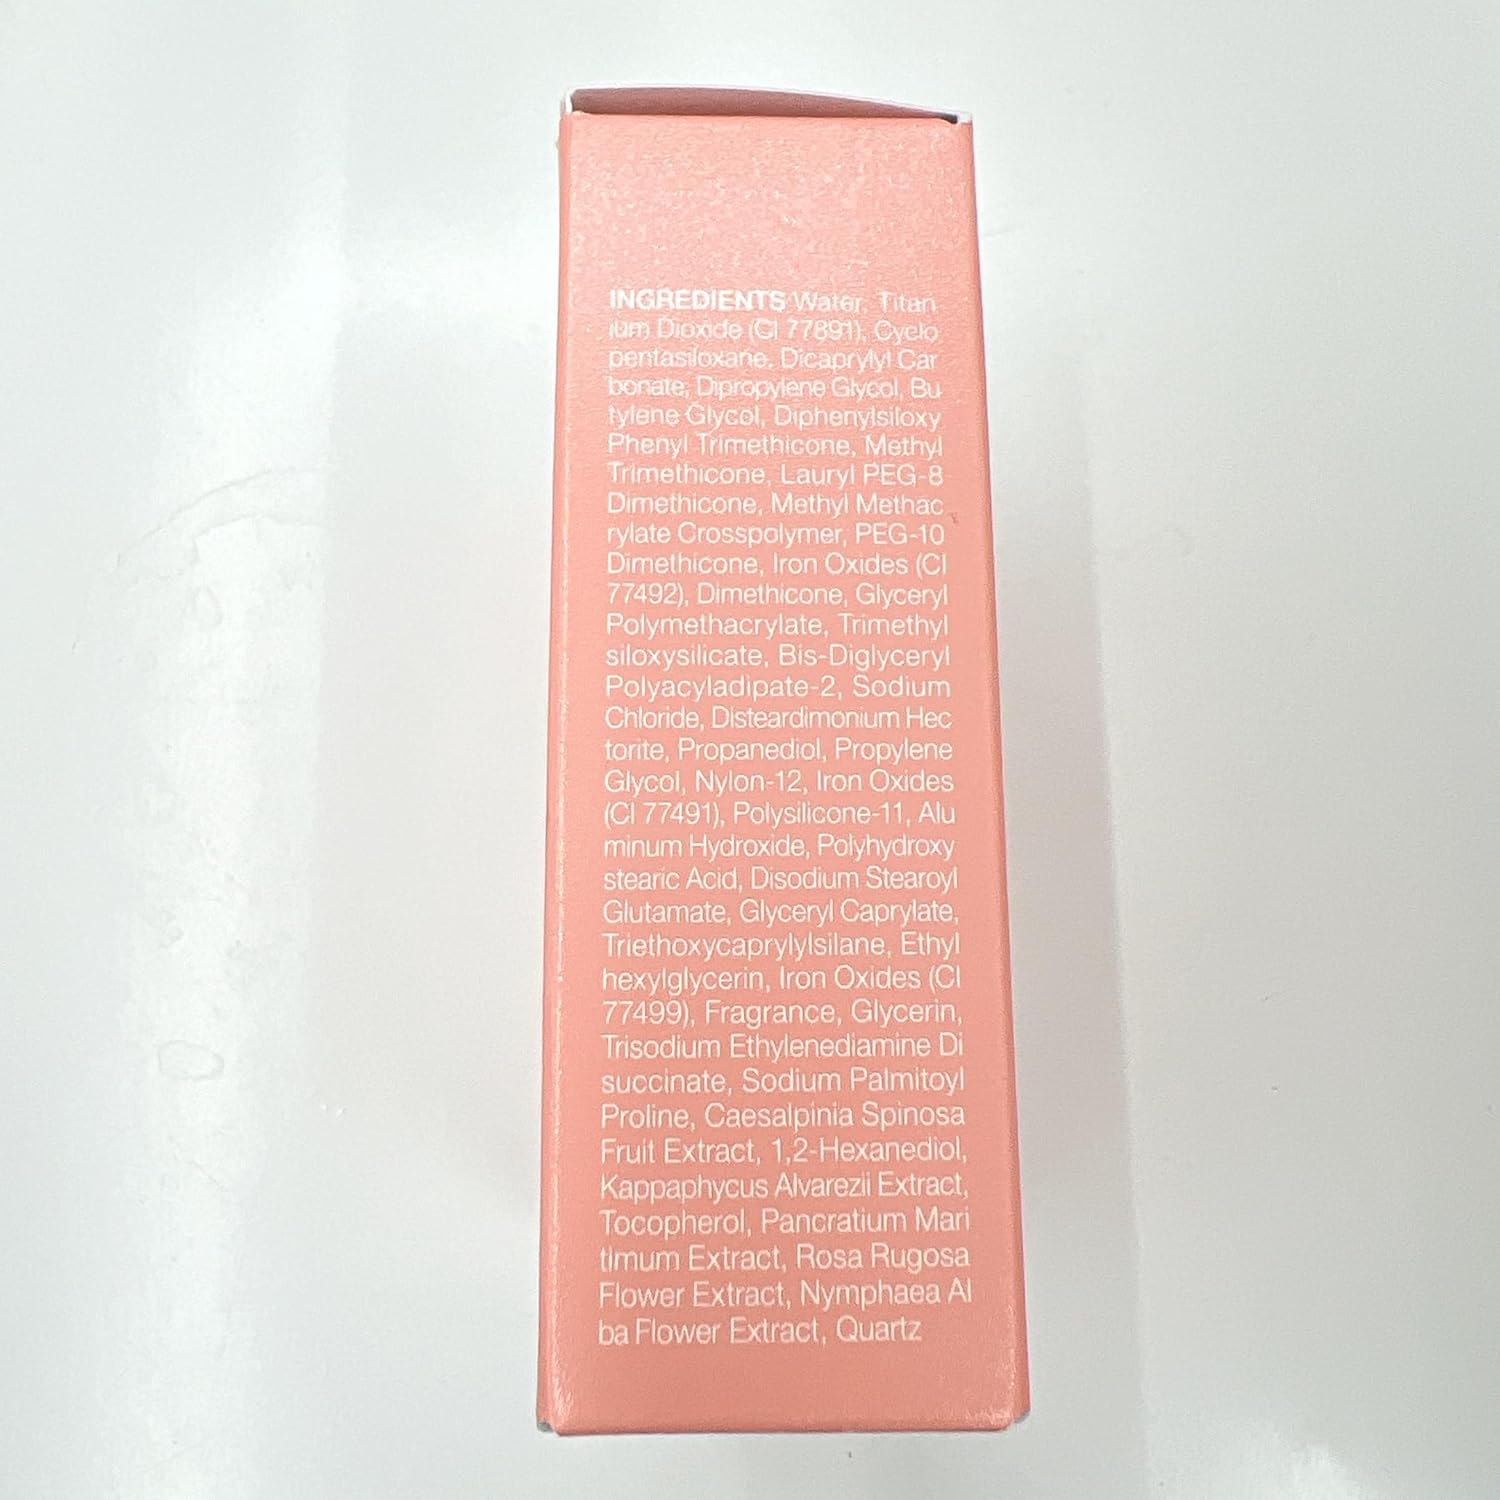 INGREDIENTS Water, Titan
ium Dioxide (CI 77891), Cyclo
pentasiloxane, Dicaprylyl Car
bonate, Dipropylene Glycol, Bu
tylene Glycol, Diphenylsiloxy
Phenyl Trimethicone, Methyl
Trimethicone, Lauryl PEG-8
Dimethicone, Methyl Methac
rylate Crosspolymer, PEG-10
Dimethicone, Iron Oxides (CI
77492), Dimethicone, Glyceryl
Polymethacrylate, Trimethyl
siloxysilicate, Bis-Diglyceryl
Polyacyladipate-2, Sodium
Chloride, Disteardimonium Hec
torite, Propanediol, Propylene
Glycol, Nylon-12, Iron Oxides
(CI 77491), Polysilicone-11, Alu
minum Hydroxide, Polyhydroxy
stearic Acid, Disodium Stearoyl
Glutamate, Glyceryl Caprylate,
Triethoxycaprylylsilane, Ethyl
hexylglycerin, Iron Oxides (CI
77499), Fragrance, Glycerin,
Trisodium Ethylenediamine Di
succinate, Sodium Palmitoyl
Proline, Caesalpinia Spinosa
Fruit Extract, 1,2-Hexanediol,
Kappaphycus Alvarezii Extract,
Tocopherol, Pancratium Mari
timum Extract, Rosa Rugosa
Flower Extract, Nymphaea Al
ba Flower Extract, Quartz